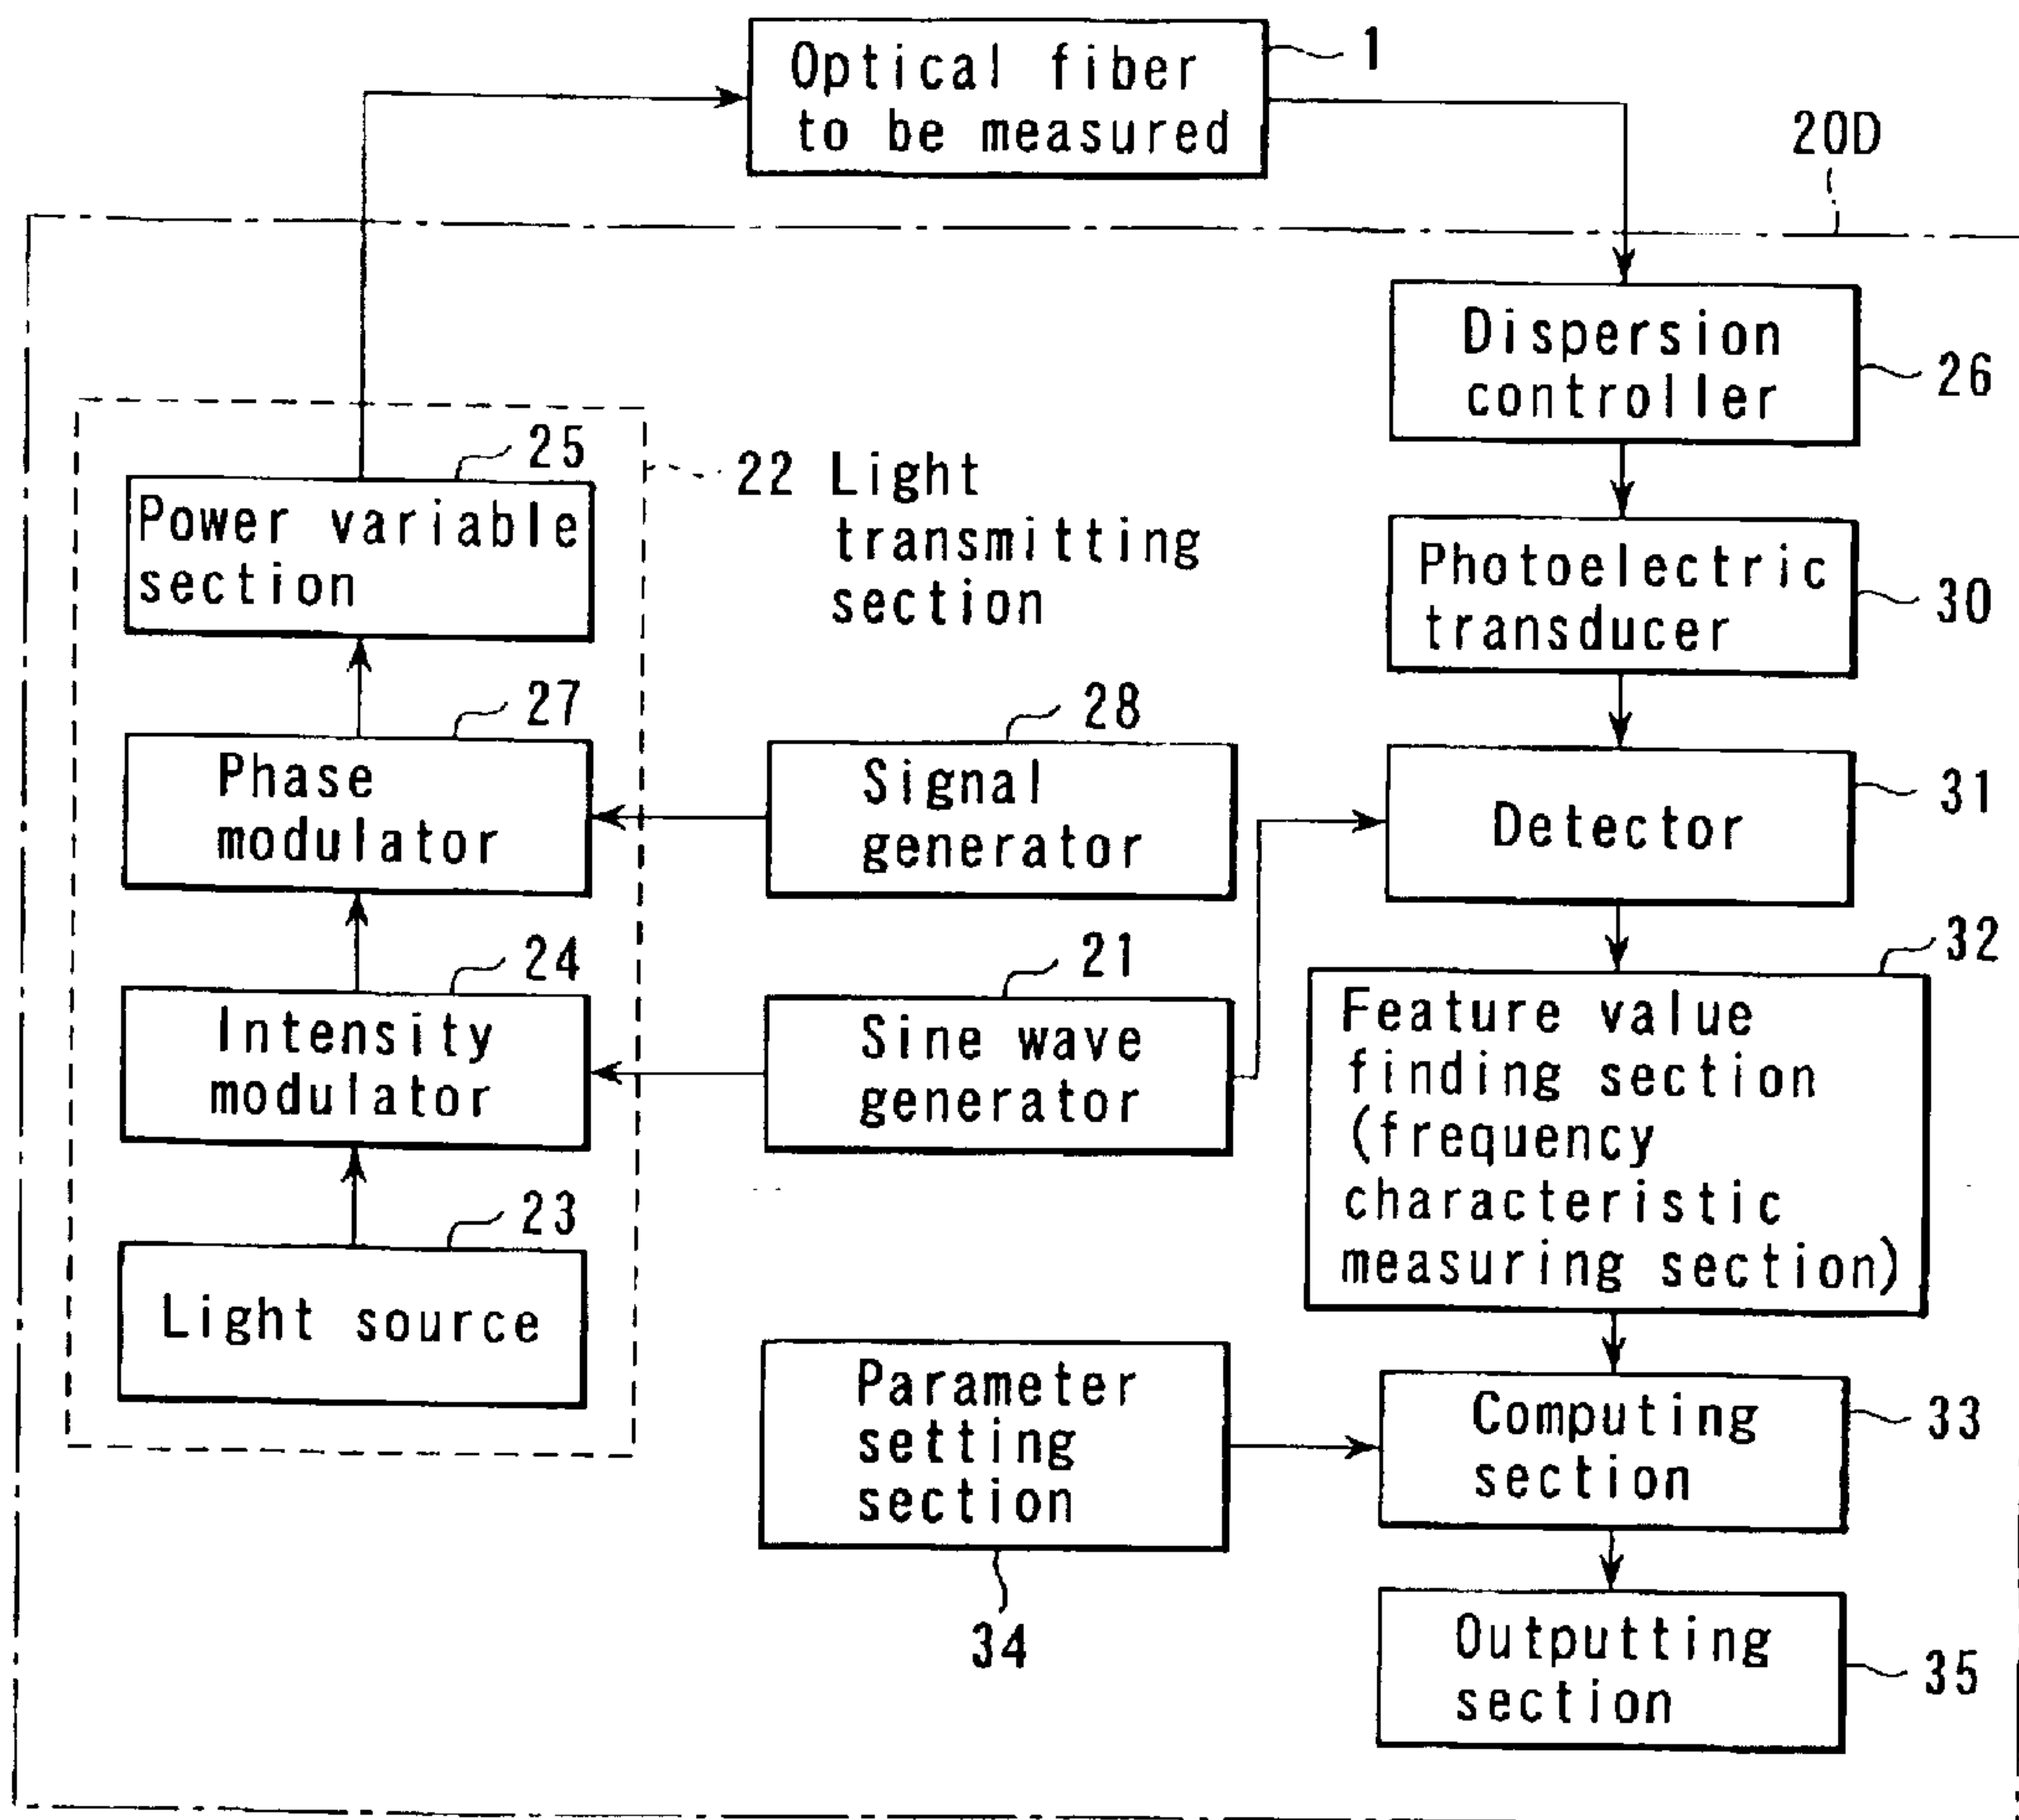 Optical fiber
to be measured
1
20D
Dispersion
controller
26
25
Power variable
section
22 Light
transmitting
section
Photoelectric
transducer
30
27
Phase
modulator
28
Signal
generator
Detector
31
24
Intensity
modulator
21
Sine wave
generator
32
Feature value
finding section
(frequency
characteristic
measuring section)
23
Light source
Parameter
setting
section
34
Computing
section
33
Outputting
section
35